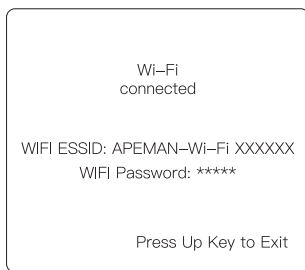 Wi–Fi
connected
WIFI ESSID: APEMAN–Wi–Fi XXXXXX
WIFI Password: *****
Press Up Key to Exit